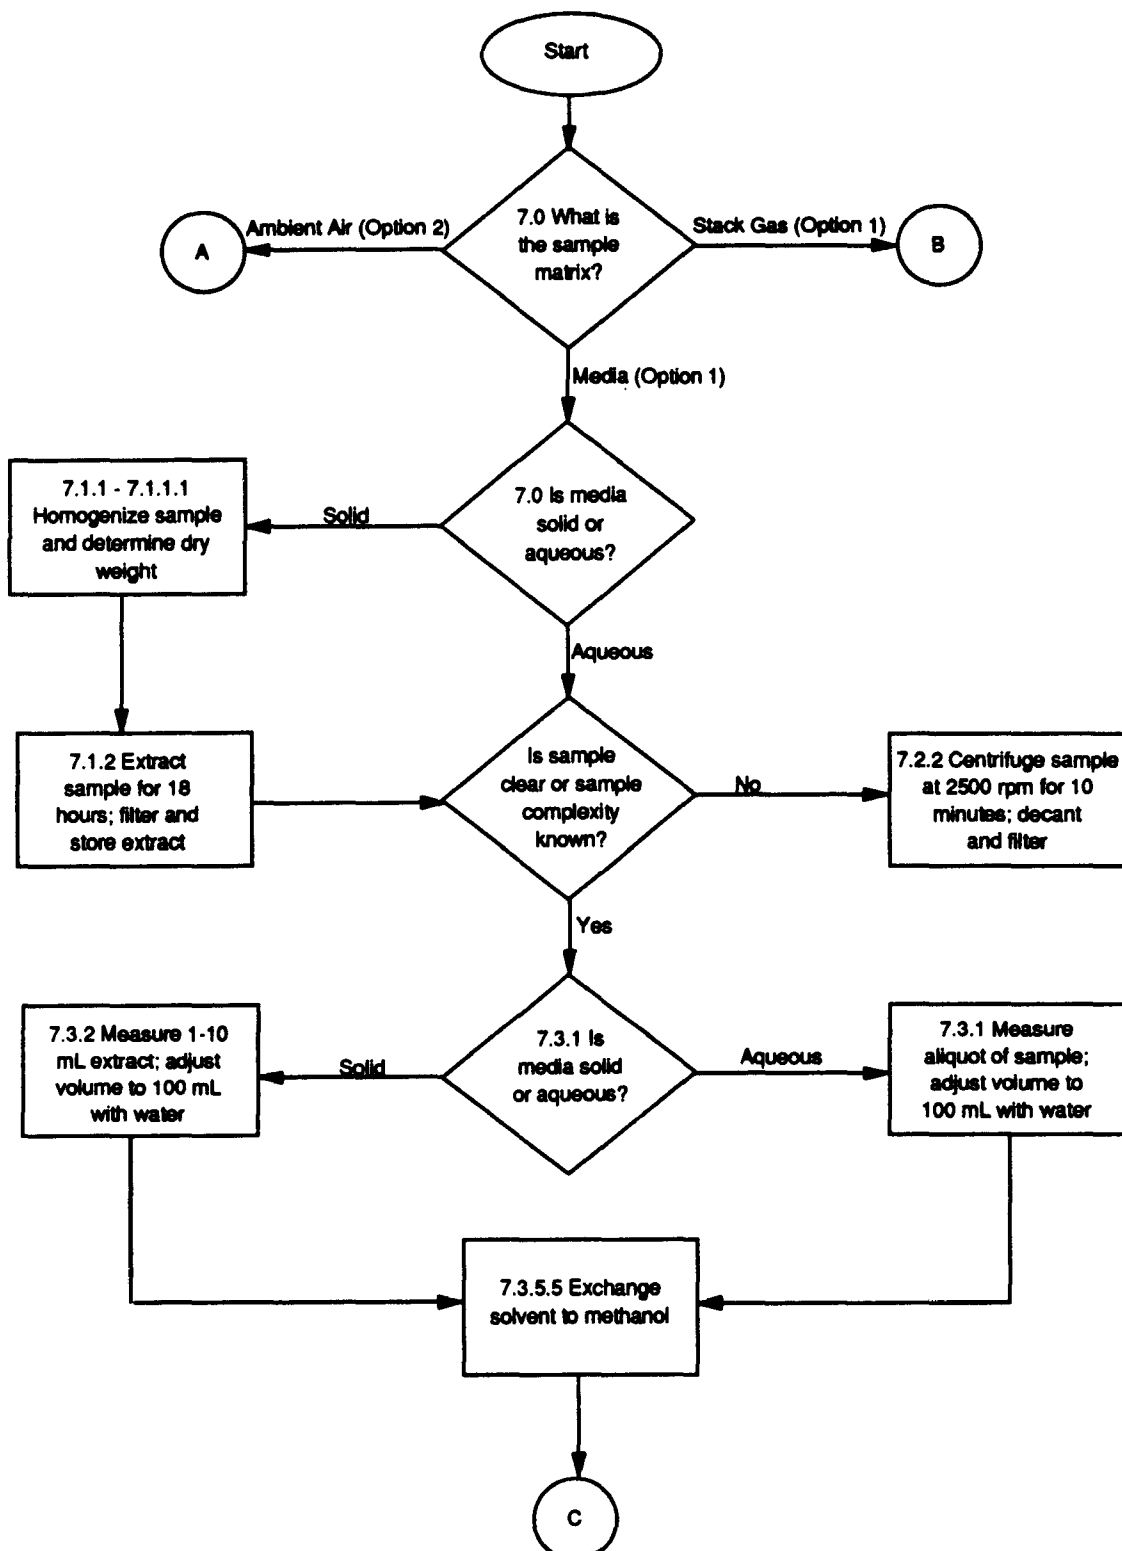 Start
7.0 What is
the sample
matrix?
Ambient Air (Option 2)
A
Stack Gas (Option 1)
B
Media (Option 1)
7.0 Is media
solid or
aqueous?
Solid
7.1.1 - 7.1.1.1
Homogenize sample
and determine dry
weight
Aqueous
7.1.2 Extract
sample for 18
hours; filter and
store extract
Is sample
clear or sample
complexity
known?
No
7.2.2 Centrifuge sample
at 2500 rpm for 10
minutes; decant
and filter
Yes
7.3.1 Is
media solid
or aqueous?
Solid
7.3.2 Measure 1-10
mL extract; adjust
volume to 100 mL
with water
Aqueous
7.3.1 Measure
aliquot of sample;
adjust volume to
100 mL with water
7.3.5.5 Exchange
solvent to methanol
C